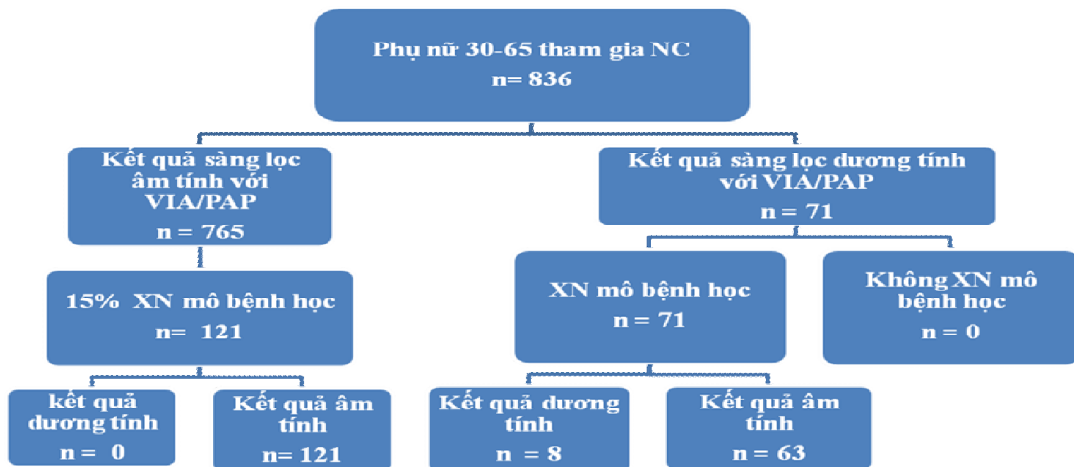 Phụ nữ 30-65 tham gia NC
n= 836
Kết quả sàng lọc
âm tính với
VIA/PAP
n = 765
Kết quả sàng lọc dương tính
với VIA/PAP
n = 71
15% XN mô bệnh học
n= 121
XN mô bệnh học
n = 71
Không XN mô
bệnh học
n = 0
kết quả
dương tính
n = 0
Kết quả âm
tính
n= 121
Kết quả dương
tính
n = 8
Kết quả âm
tính
n = 63